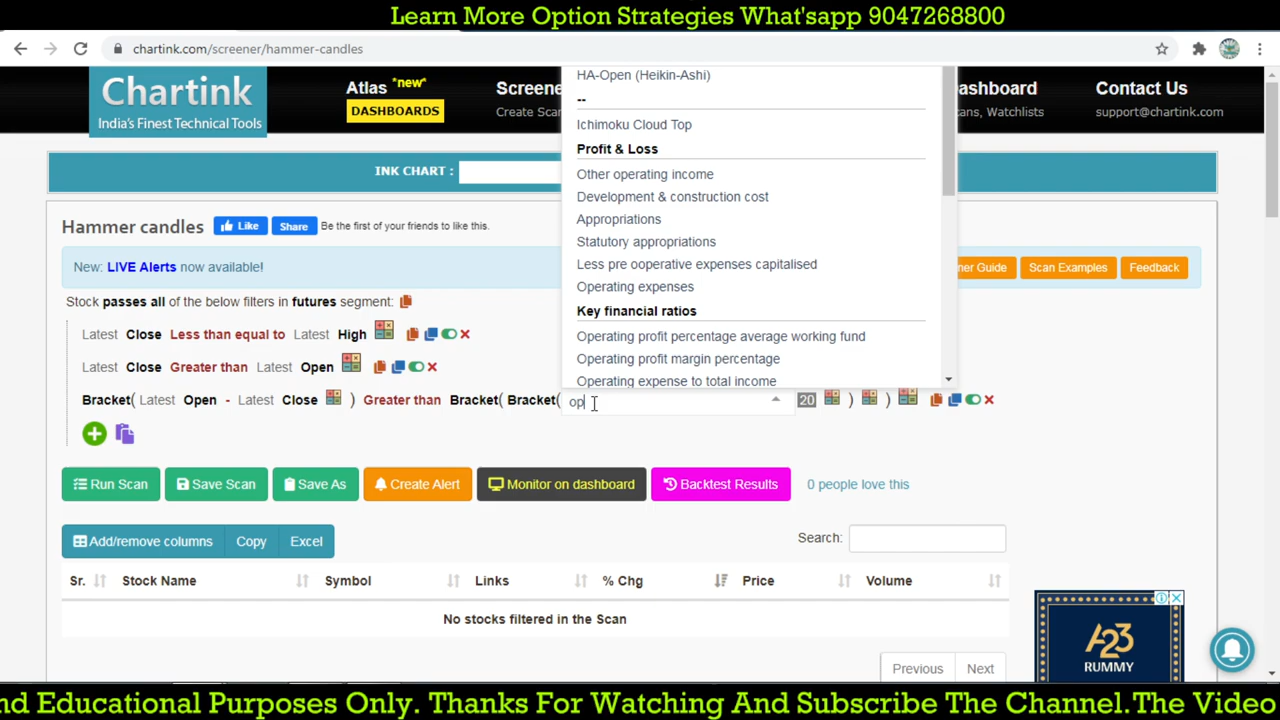 Learn More Option Strategies What'sapp 9047268800
chartink.com/screener/hammer-candles
Chartink
India's Finest Technical Tools
Atlas *new*
DASHBOARDS
Screene
Create Scan
ashboard
ans, Watchlists
Contact Us
support@chartink.com
HA-Open (Heikin-Ashi)
--
Ichimoku Cloud Top
Profit & Loss
Other operating income
Development & construction cost
Appropriations
Statutory appropriations
Less pre ooperative expenses capitalised
Operating expenses
Key financial ratios
Operating profit percentage average working fund
Operating profit margin percentage
Operating expense to total income
INK CHART :
Hammer candles Like Share Be the first of your friends to like this.
New: LIVE Alerts now available!
ner Guide Scan Examples Feedback
Stock passes all of the below filters in futures segment:
Latest Close Less than equal to Latest High
Latest Close Greater than Latest Open
Bracket( Latest Open - Latest Close ) Greater than Bracket( Bracket( op 20 ) )
Run Scan Save Scan Save As Create Alert Monitor on dashboard Backtest Results 0 people love this
Add/remove columns Copy Excel Search:
Sr. Stock Name Symbol Links % Chg Price Volume
No stocks filtered in the Scan
A23
RUMMY
Previous Next
nd Educational Purposes Only. Thanks For Watching And Subscribe The Channel.The Video